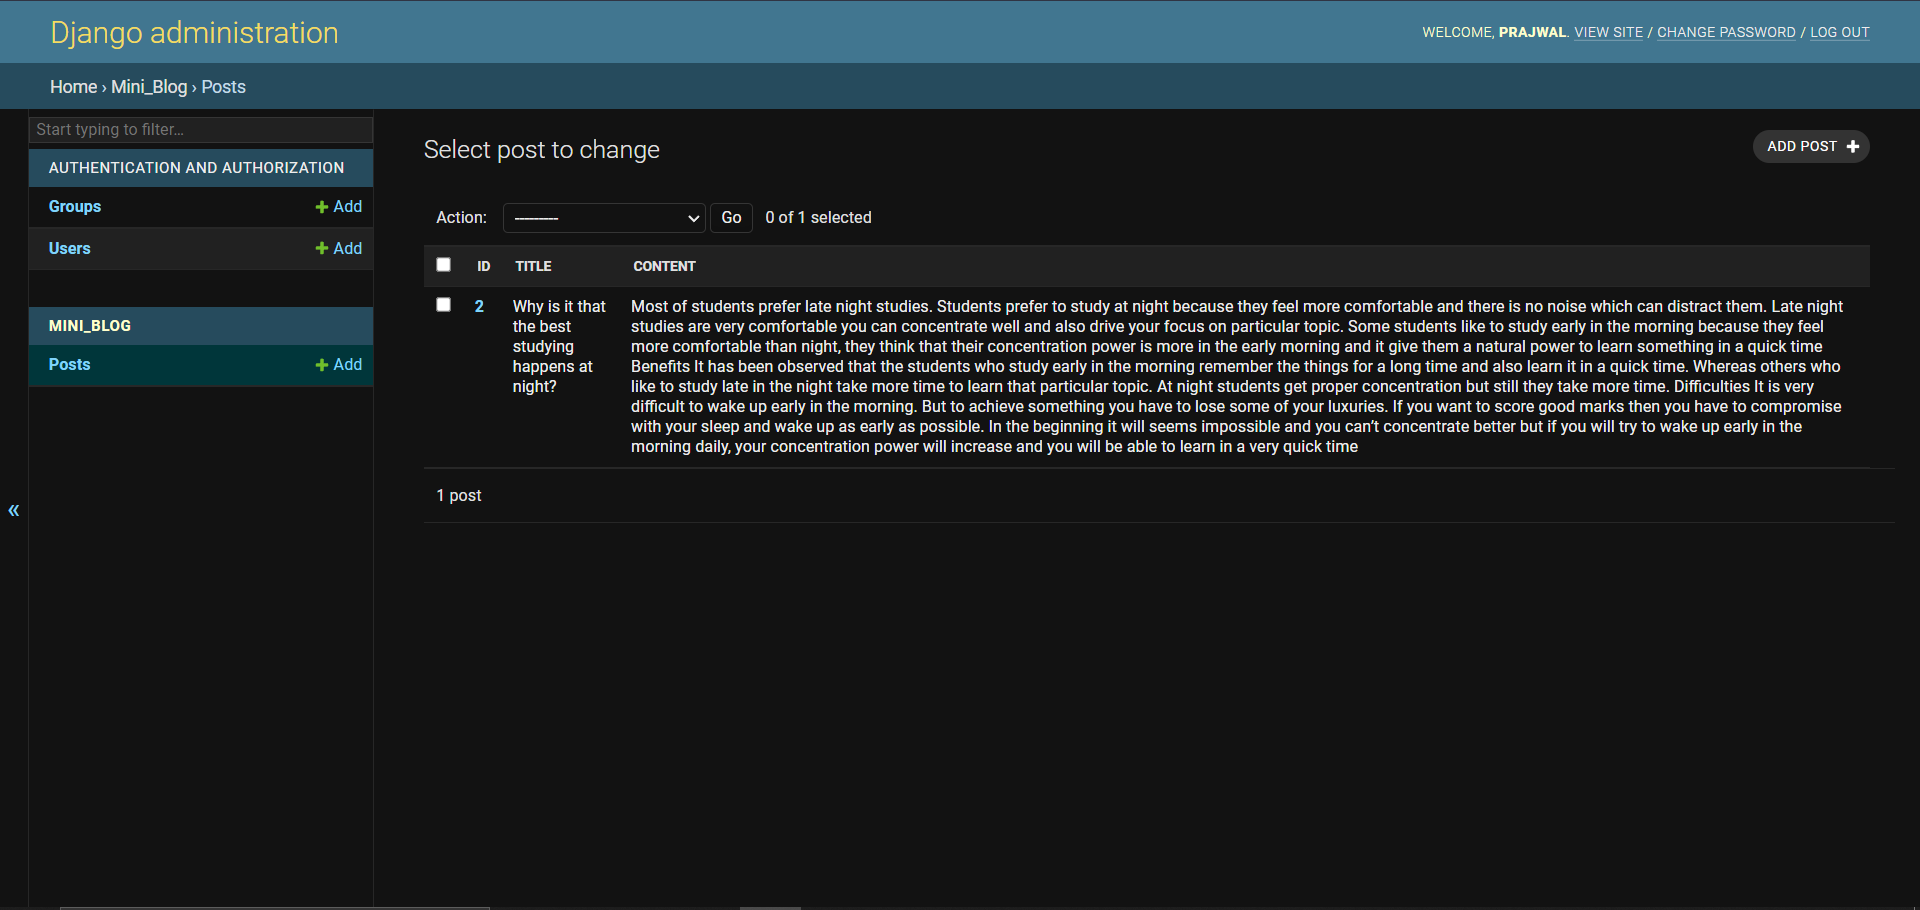 Django administration
WELCOME, PRAJWAL. VIEW SITE / CHANGE PASSWORD / LOG OUT
Home › Mini_Blog › Posts
Start typing to filter...
AUTHENTICATION AND AUTHORIZATION
Groups
+ Add
Users
+ Add
MINI_BLOG
Posts
+ Add
«
Select post to change
ADD POST +
Action:
---------
Go
0 of 1 selected
ID
TITLE
CONTENT
2
Why is it that
the best
studying
happens at
night?
Most of students prefer late night studies. Students prefer to study at night because they feel more comfortable and there is no noise which can distract them. Late night
studies are very comfortable you can concentrate well and also drive your focus on particular topic. Some students like to study early in the morning because they feel
more comfortable than night, they think that their concentration power is more in the early morning and it give them a natural power to learn something in a quick time
Benefits It has been observed that the students who study early in the morning remember the things for a long time and also learn it in a quick time. Whereas others who
like to study late in the night take more time to learn that particular topic. At night students get proper concentration but still they take more time. Difficulties It is very
difficult to wake up early in the morning. But to achieve something you have to lose some of your luxuries. If you want to score good marks then you have to compromise
with your sleep and wake up as early as possible. In the beginning it will seems impossible and you can’t concentrate better but if you will try to wake up early in the
morning daily, your concentration power will increase and you will be able to learn in a very quick time
1 post